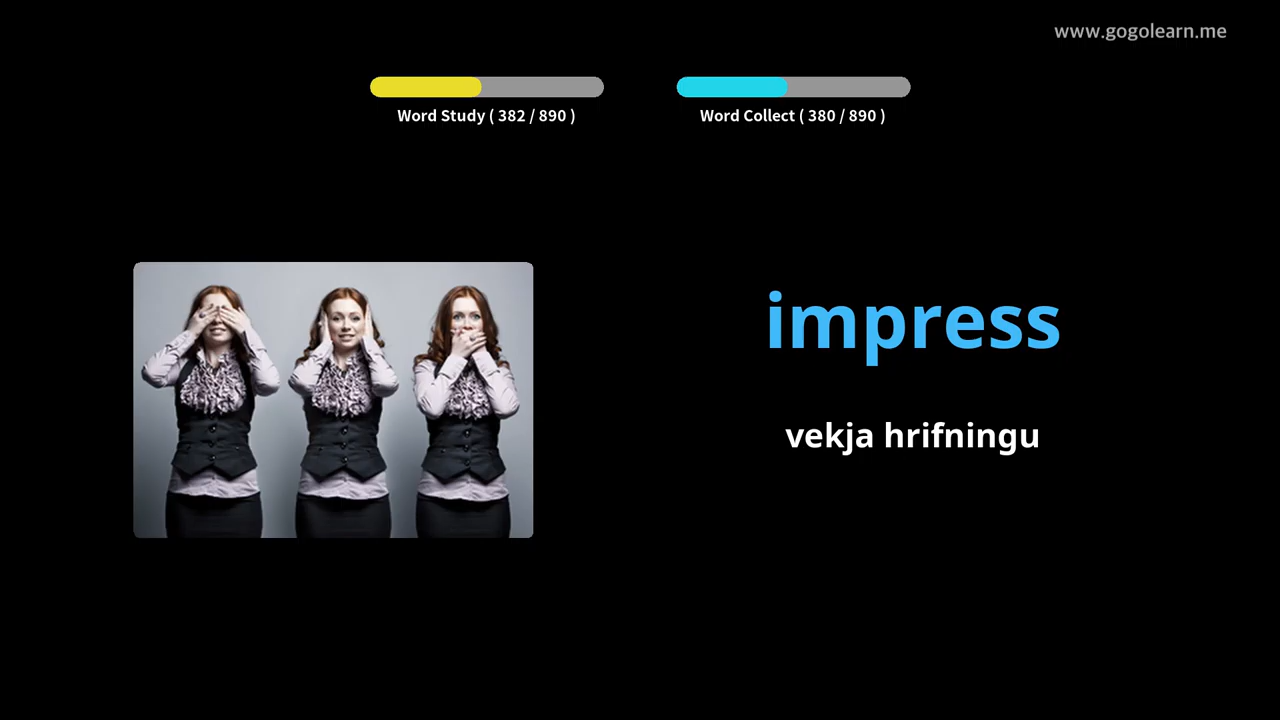 www.gogolearn.me
Word Study ( 382 / 890 )
Word Collect ( 380 / 890 )
impress
vekja hrifningu